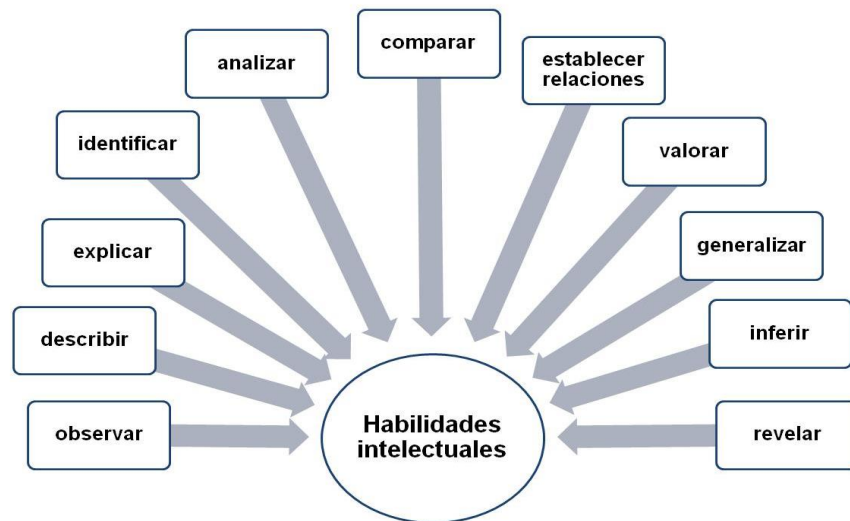 comparar
analizar
establecer
relaciones
identificar
valorar
explicar
generalizar
describir
inferir
observar
revelar
Habilidades
intelectuales